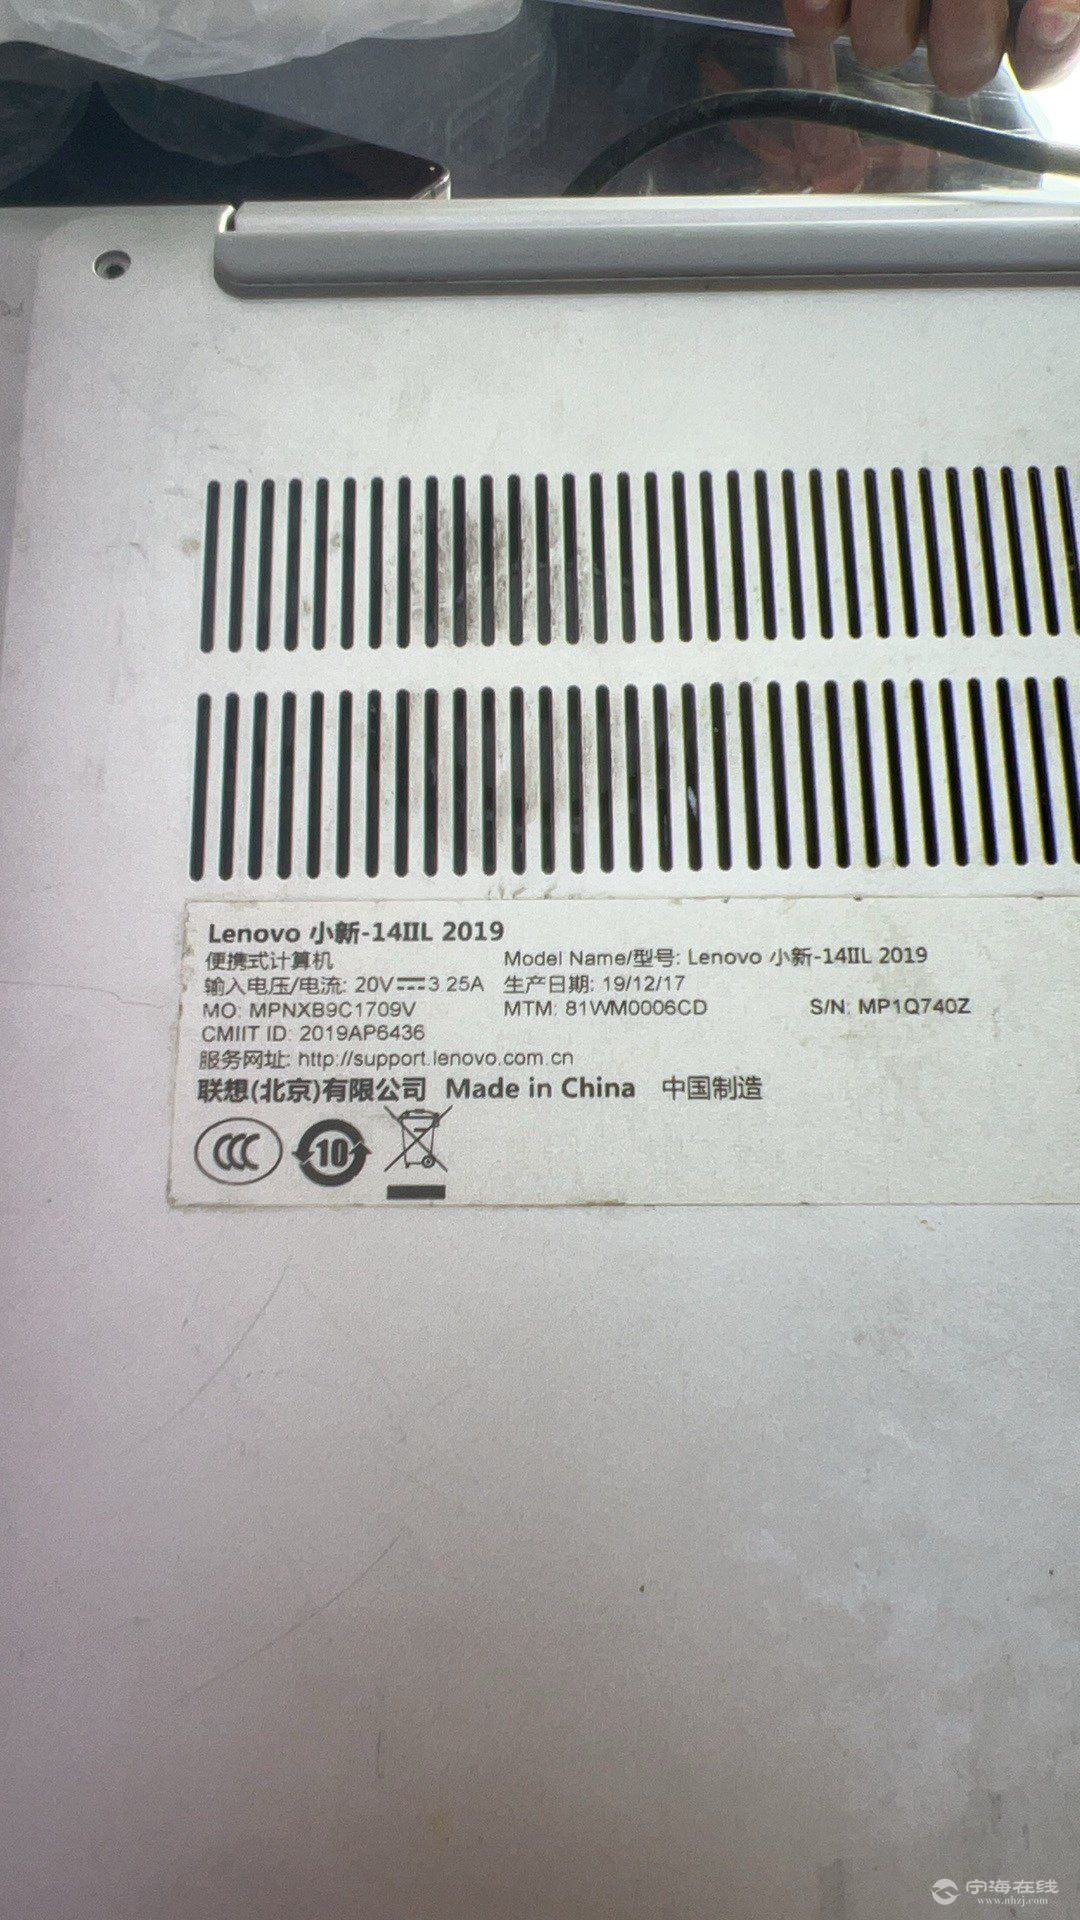 Lenovo 小新-14IIL 2019
便携式计算机 Model Name/型号: Lenovo 小新-14IIL 2019
输入电压/电流: 20V⎓3.25A 生产日期: 19/12/17
MO: MPNXB9C1709V MTM: 81WM0006CD S/N: MP1Q740Z
CMIIT ID: 2019AP6436
服务网址: http://support.lenovo.com.cn
联想(北京)有限公司 Made in China 中国制造
CCC 10
宁海在线
www.nhzj.com